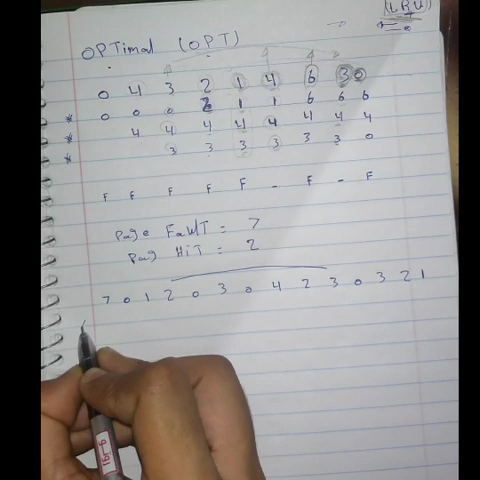 LRU
OPTimal (OPT)
0 4 3 2 1 4 6 3 0
* 0 0 0 2 1 1 6 6 6
* 4 4 4 4 4 4 4 4
* 3 3 3 3 3 3 0
F F F F F - F - F
Page FaulT = 7
Pag HiT = 2
7 0 1 2 0 3 0 4 2 3 0 3 2 1